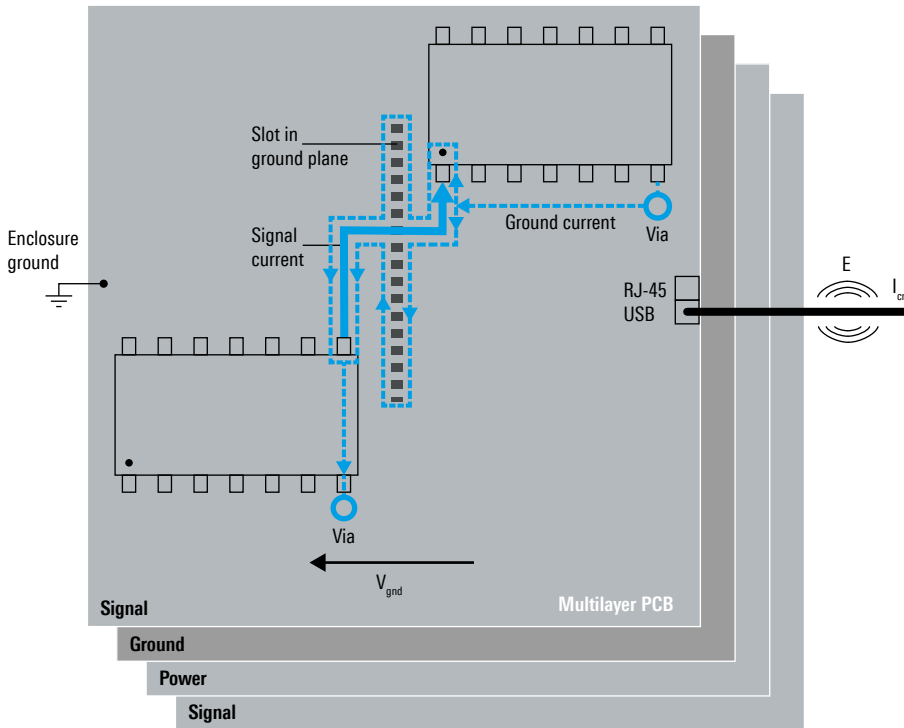 Slot in
ground plane
Signal
current
Ground current
Via
Enclosure
ground
RJ-45
USB
E
Via
V_gnd
Signal
Multilayer PCB
Ground
Power
Signal